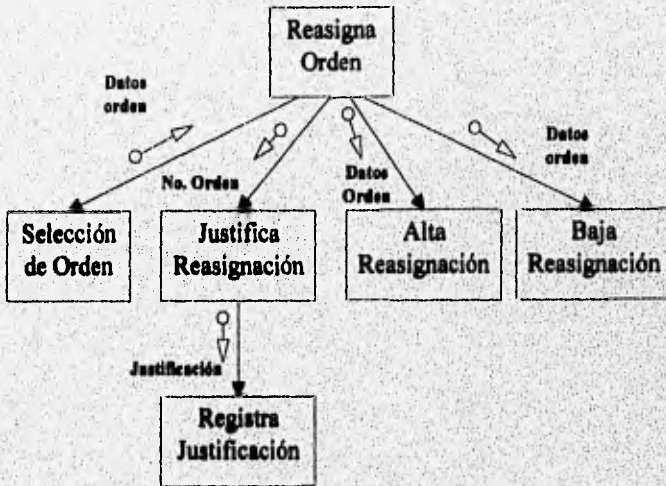 Reasigna
Orden
Datos
orden
No. Orden
Datos
Orden
Datos
orden
Selección
de Orden
Justifica
Reasignación
Alta
Reasignación
Baja
Reasignación
Justificación
Registra
Justificación